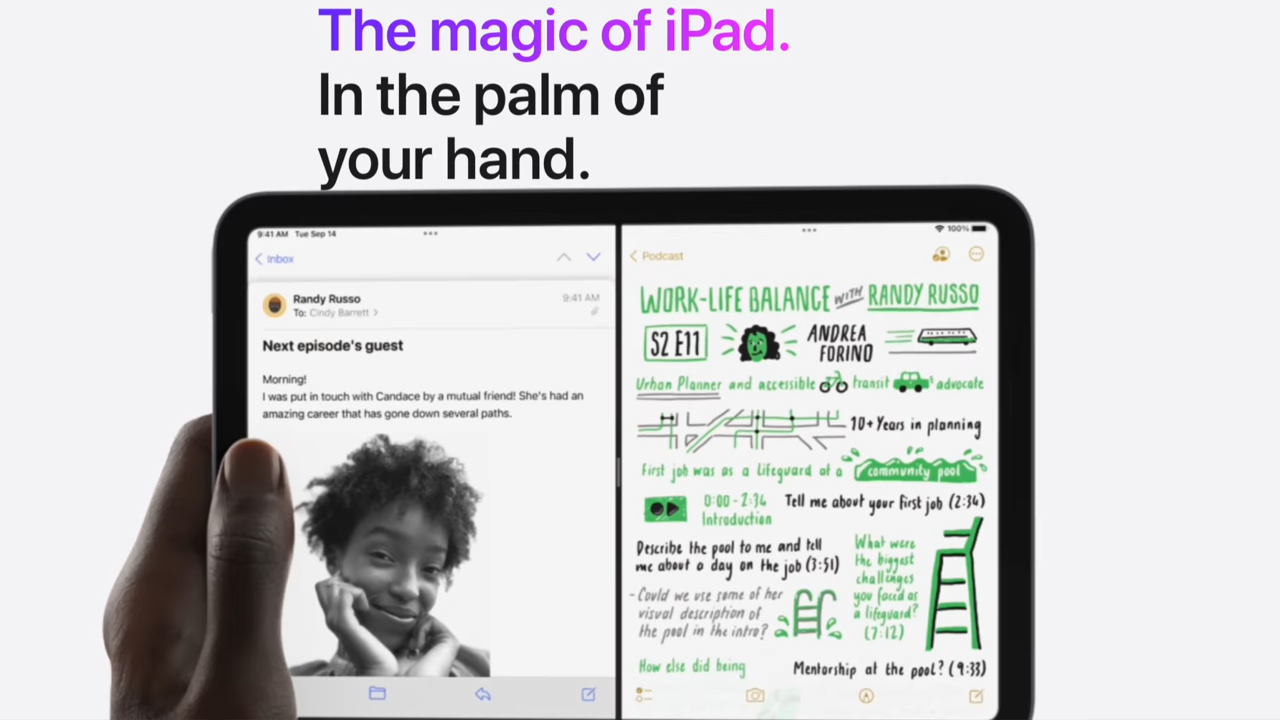 The magic of iPad.
In the palm of
your hand.
9:41 AM Tue Sep 14
Inbox
Randy Russo
9:41 AM
To: Cindy Barrett
Next episode's guest
Morning!
I was put in touch with Candace by a mutual friend! She's had an
amazing career that has gone down several paths.
100%
Podcast
WORK-LIFE BALANCE WITH RANDY RUSSO
S2 E11
ANDREA
FORINO
Urban Planner and accessible transit advocate
10+ Years in planning
First job was as a lifeguard at a community pool
0:00 - 2:34
Introduction
Tell me about your first job (2:34)
Describe the pool to me and tell
me about a day on the job (3:51)
- Could we use some of her
visual description of
the pool in the intro?
What were
the biggest
challenges
you faced as
a lifeguard?
(7:12)
How else did being
Mentorship at the pool? (9:33)